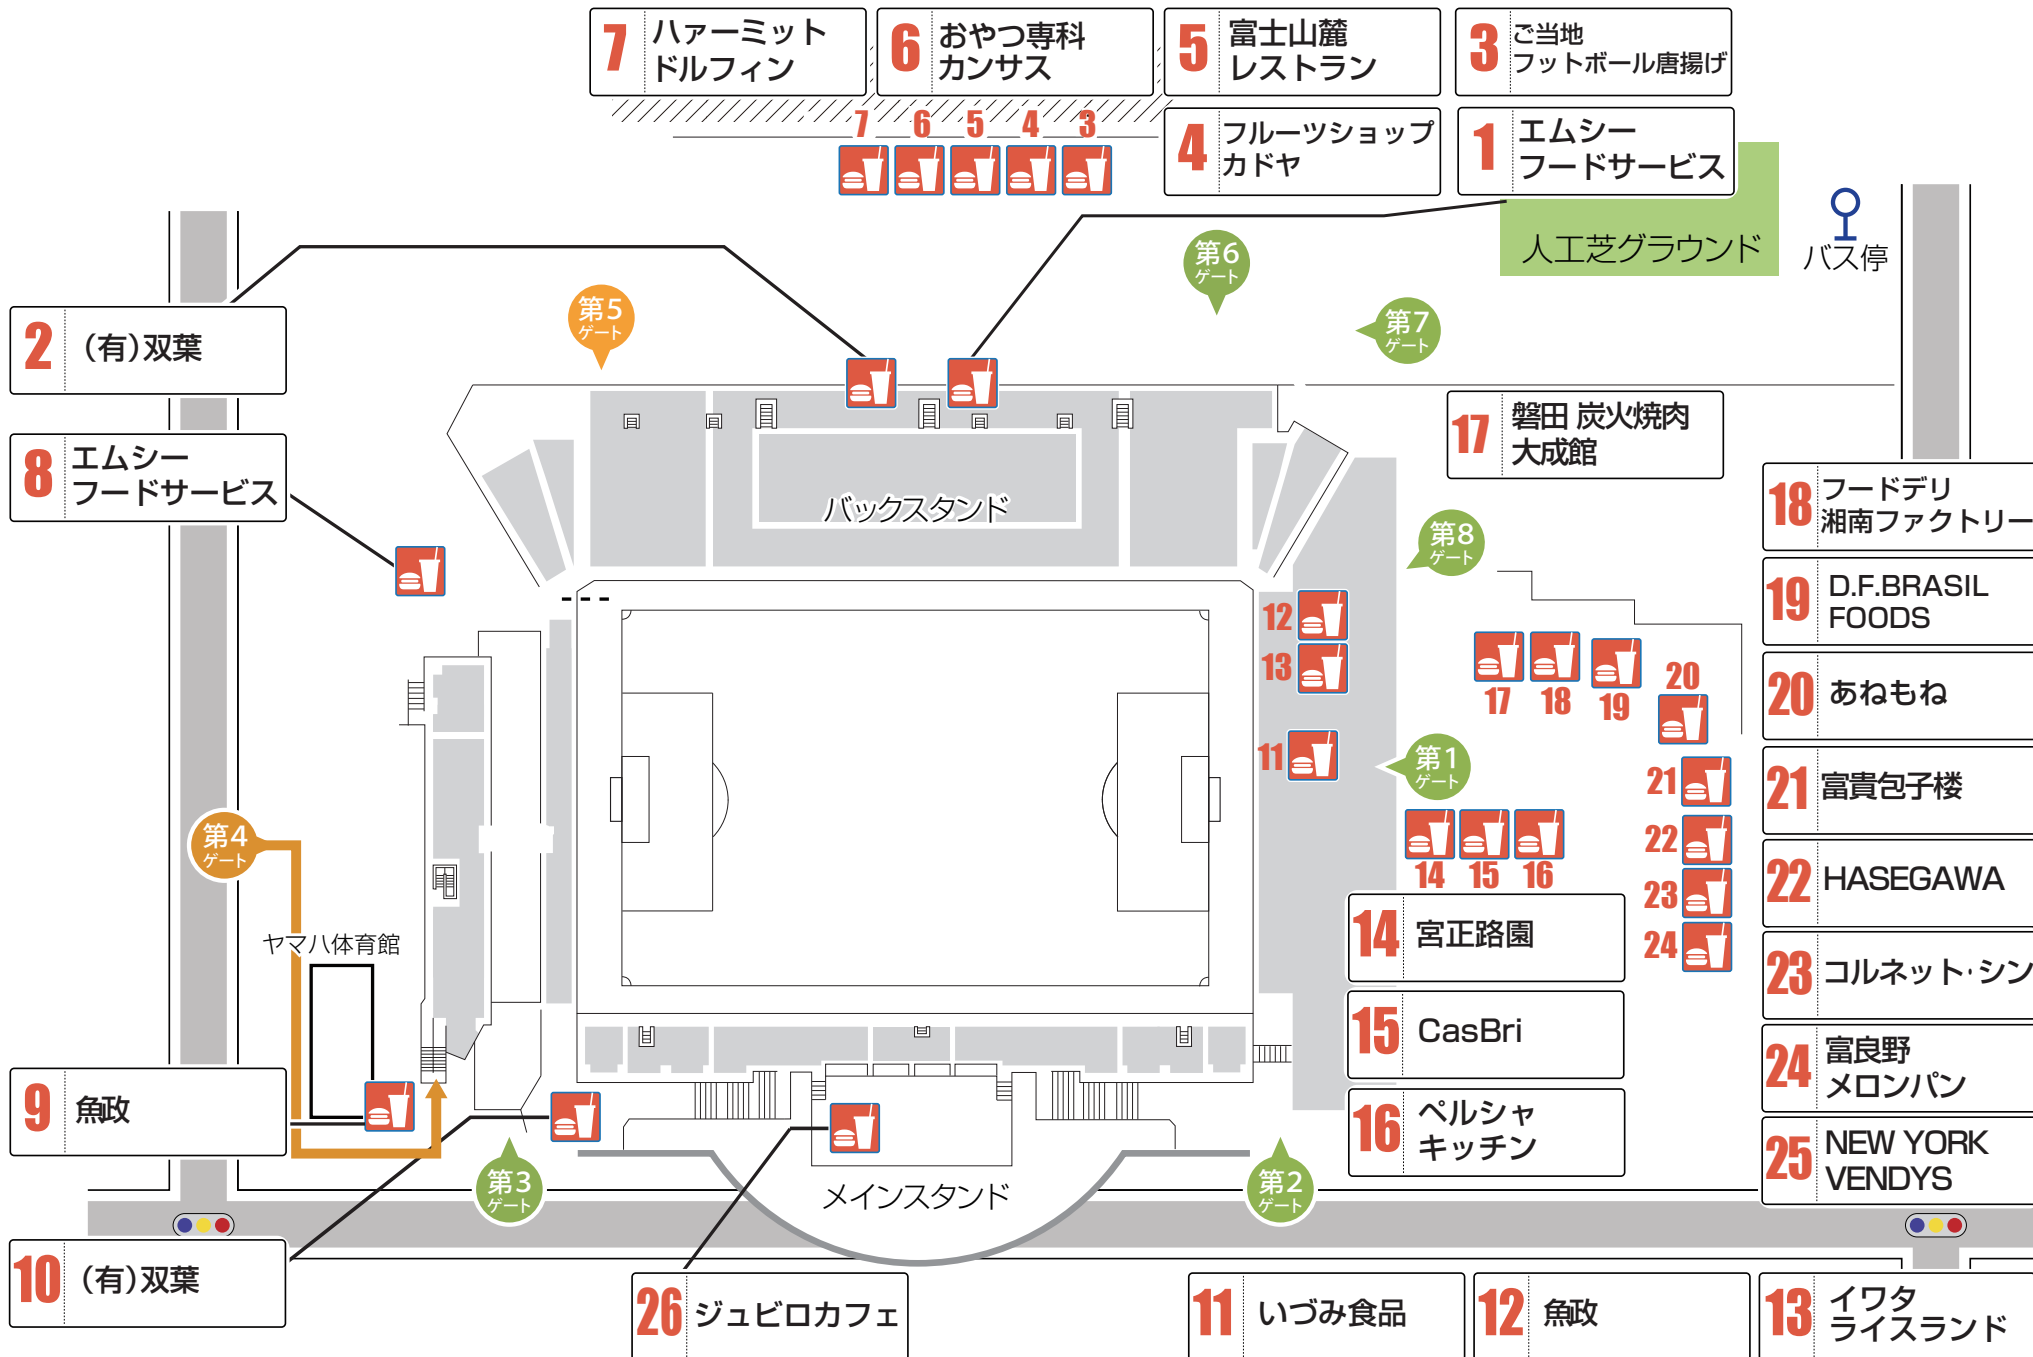 7
ハァーミット
ドルフィン
6
おやつ専科
カンサス
5
富士山麓
レストラン
3
ご当地
フットボール唐揚げ
4
フルーツショップ
カドヤ
1
エムシー
フードサービス
7 6 5 4 3
人工芝グラウンド
バス停
第6
ゲート
第5
ゲート
第7
ゲート
2
(有)双葉
8
エムシー
フードサービス
バックスタンド
17
磐田 炭火焼肉
大成館
第8
ゲート
18
フードデリ
湘南ファクトリー
19
D.F.BRASIL
FOODS
20
あねもね
21
富貴包子楼
22
HASEGAWA
23
コルネット・シン
24
富良野
メロンパン
25
NEW YORK
VENDYS
12
13
11
17 18 19
20
21
22
23
24
第1
ゲート
14 15 16
14
宮正路園
15
CasBri
16
ペルシャ
キッチン
第4
ゲート
ヤマハ体育館
9
魚政
第3
ゲート
メインスタンド
第2
ゲート
10
(有)双葉
26
ジュビロカフェ
11
いづみ食品
12
魚政
13
イワタ
ライスランド